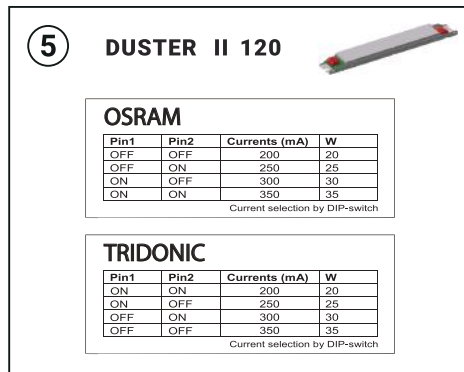 5 DUSTER II 120
OSRAM
Pin1 Pin2 Currents (mA) W
OFF OFF 200 20
OFF ON 250 25
ON OFF 300 30
ON ON 350 35
Current selection by DIP-switch
TRIDONIC
Pin1 Pin2 Currents (mA) W
ON ON 200 20
ON OFF 250 25
OFF ON 300 30
OFF OFF 350 35
Current selection by DIP-switch